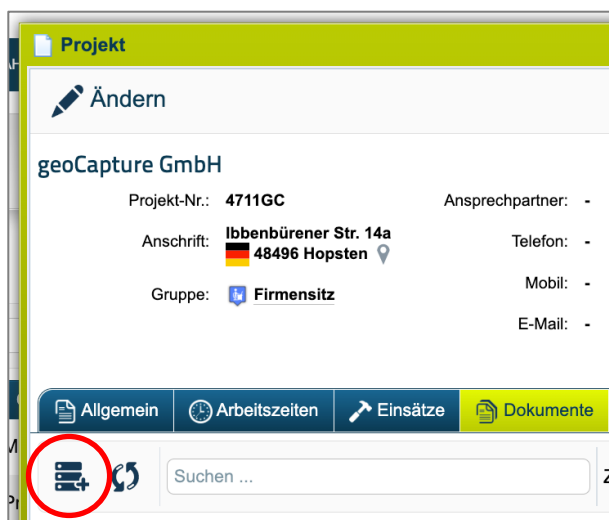 Projekt
Ändern
geoCapture GmbH
Projekt-Nr.: 4711GC Ansprechpartner: -
Anschrift: Ibbenbürener Str. 14a Telefon: -
48496 Hopsten
Mobil: -
Gruppe: Firmensitz
E-Mail: -
Allgemein Arbeitszeiten Einsätze Dokumente
Suchen ...